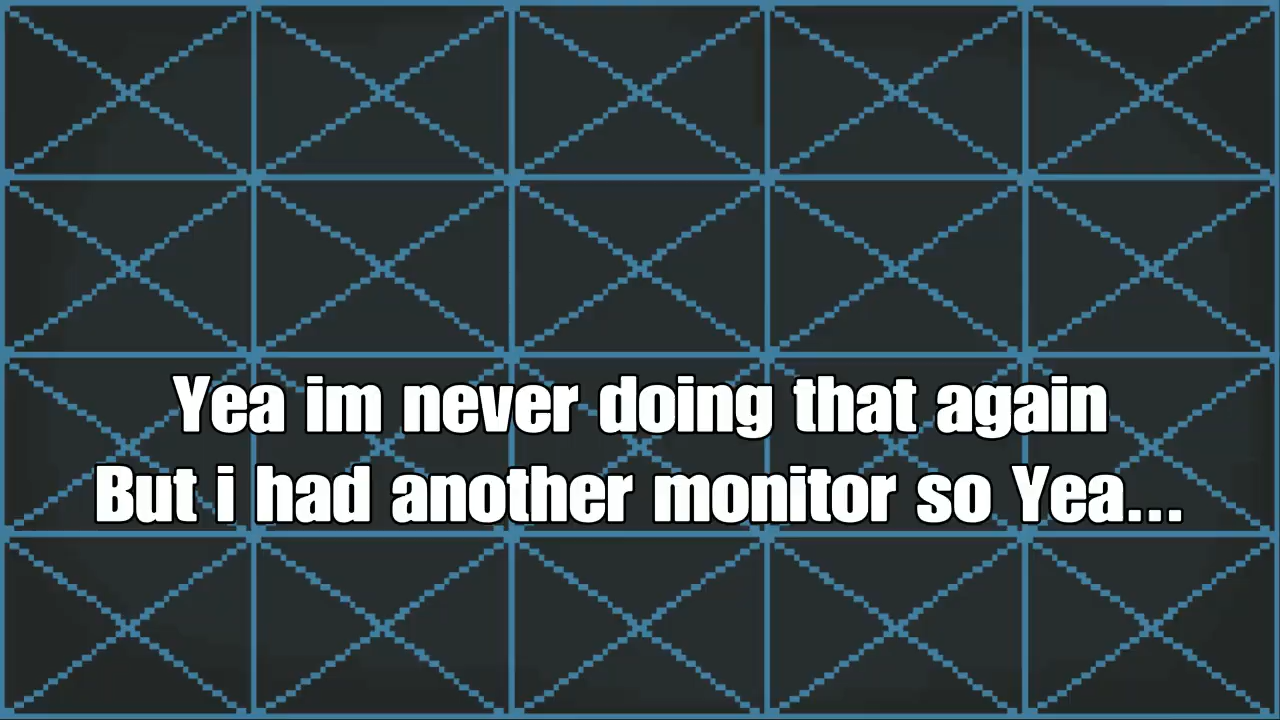 Yea im never doing that again
But i had another monitor so Yea...